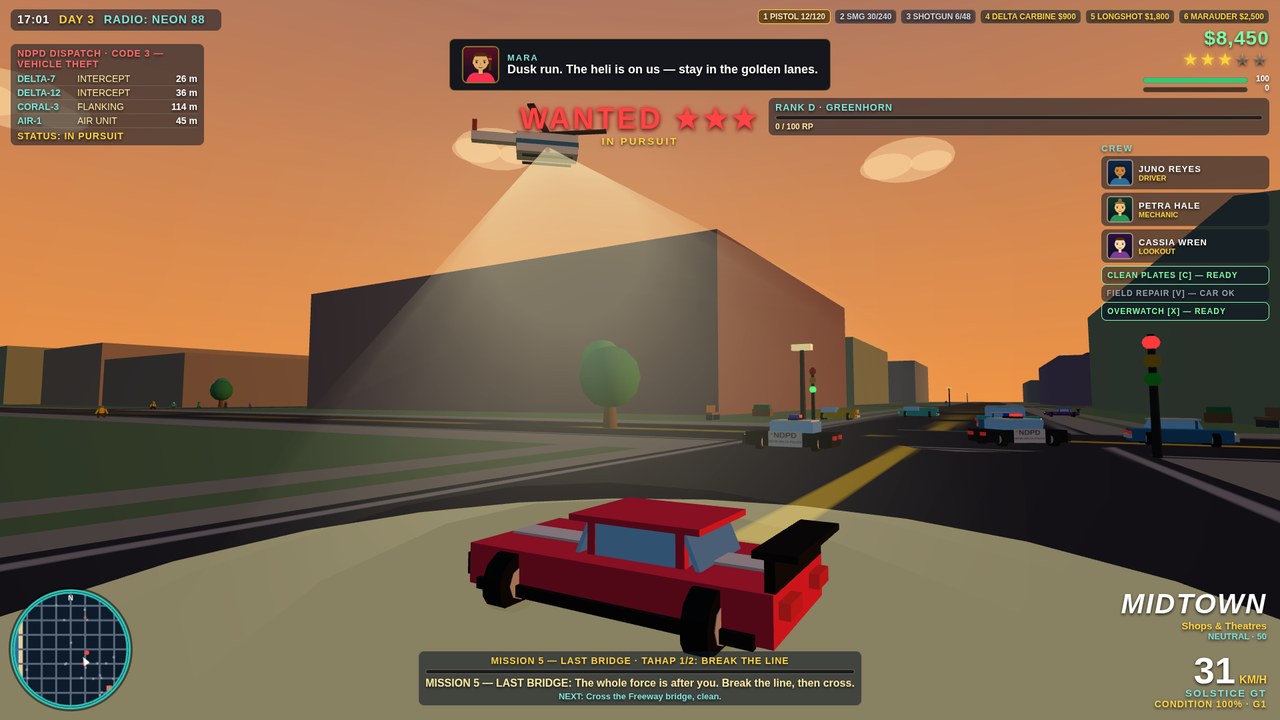 17:01 DAY 3 RADIO: NEON 88
1 PISTOL 12/120 2 SMG 30/240 3 SHOTGUN 6/48 4 DELTA CARBINE $900 5 LONGSHOT $1,800 6 MARAUDER $2,500
$8,450
★★★★★
100
0
NDPD DISPATCH · CODE 3 —
VEHICLE THEFT
DELTA-7 INTERCEPT 26 m
DELTA-12 INTERCEPT 36 m
CORAL-3 FLANKING 114 m
AIR-1 AIR UNIT 45 m
STATUS: IN PURSUIT
MARA
Dusk run. The heli is on us — stay in the golden lanes.
WANTED ★★★
IN PURSUIT
RANK D · GREENHORN
0 / 100 RP
CREW
JUNO REYES
DRIVER
PETRA HALE
MECHANIC
CASSIA WREN
LOOKOUT
CLEAN PLATES [C] — READY
FIELD REPAIR [V] — CAR OK
OVERWATCH [X] — READY
NDPD
NDPD
N
MISSION 5 — LAST BRIDGE · TAHAP 1/2: BREAK THE LINE
MISSION 5 — LAST BRIDGE: The whole force is after you. Break the line, then cross.
NEXT: Cross the Freeway bridge, clean.
MIDTOWN
Shops & Theatres
NEUTRAL · 50
31 KM/H
SOLSTICE GT
CONDITION 100% · G1